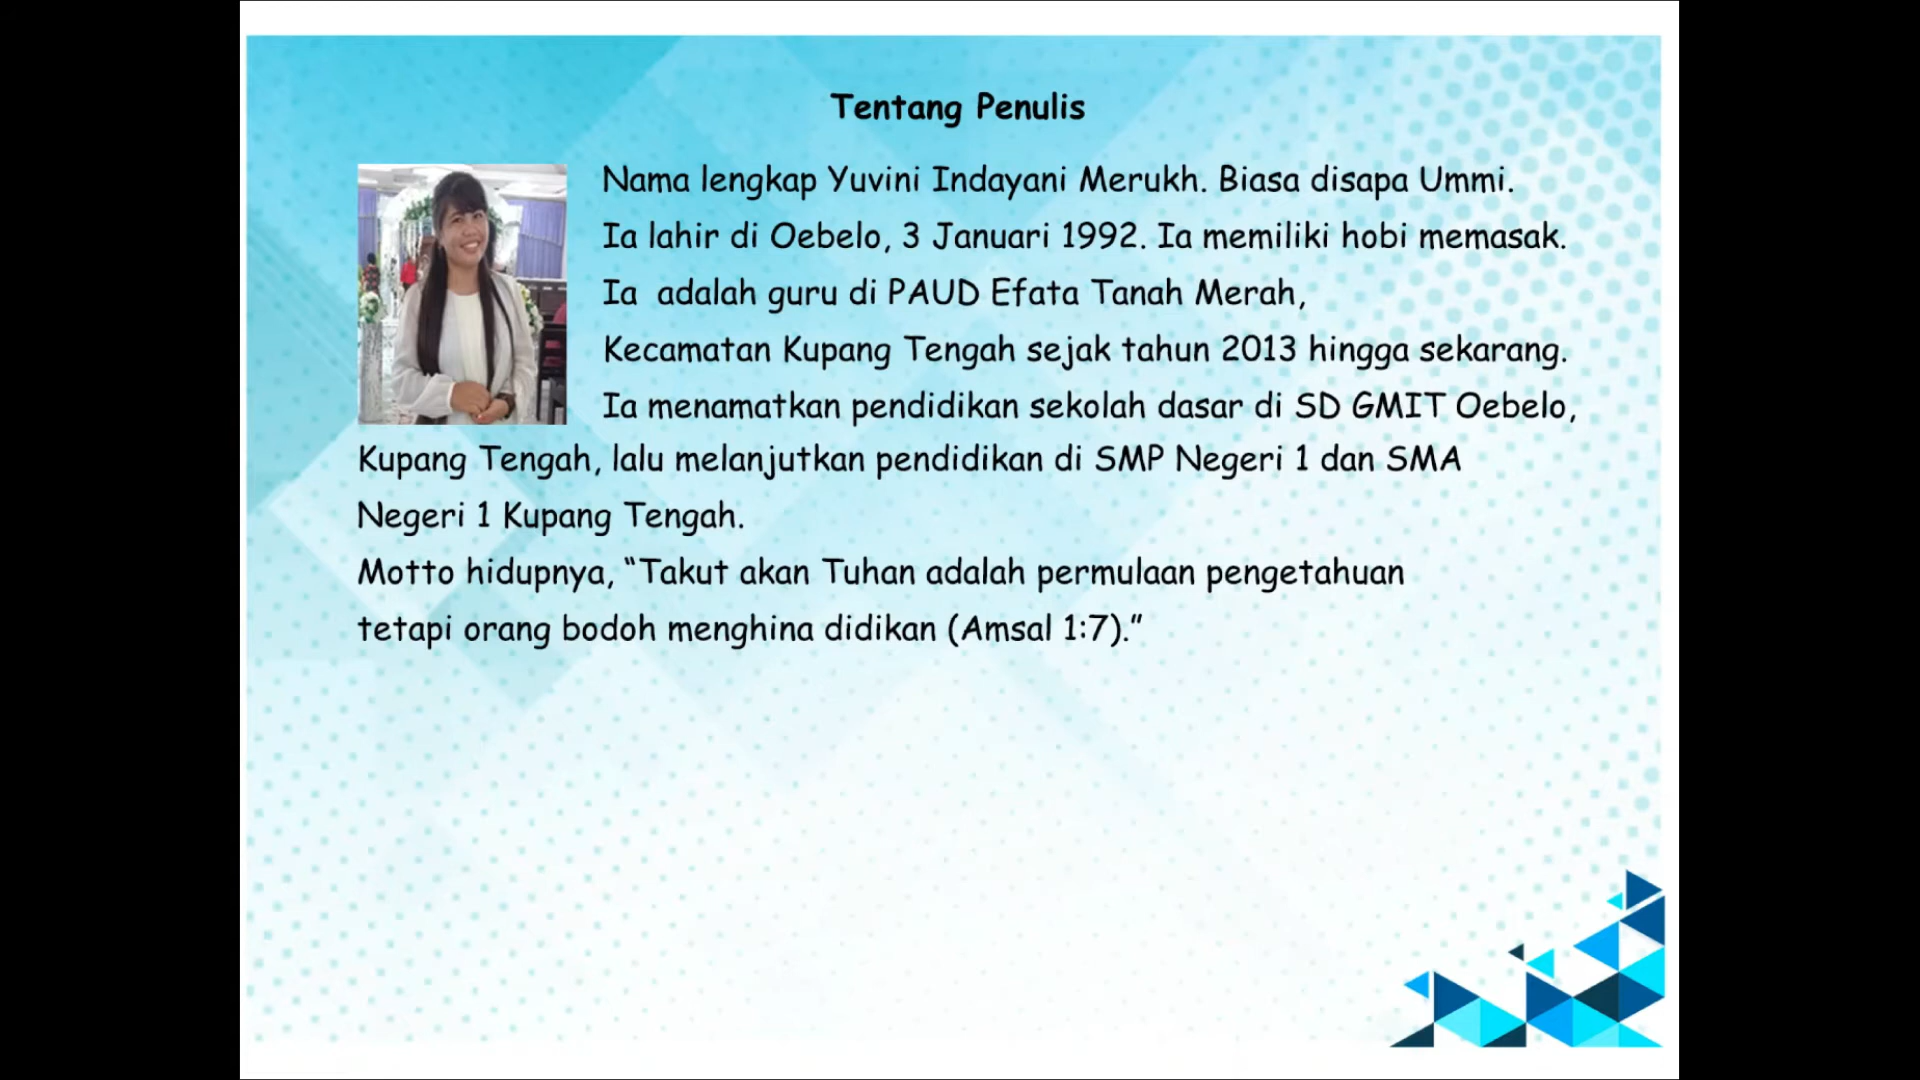 Tentang Penulis
Nama lengkap Yuvini Indayani Merukh. Biasa disapa Ummi.
Ia lahir di Oebelo, 3 Januari 1992. Ia memiliki hobi memasak.
Ia  adalah guru di PAUD Efata Tanah Merah,
Kecamatan Kupang Tengah sejak tahun 2013 hingga sekarang.
Ia menamatkan pendidikan sekolah dasar di SD GMIT Oebelo,
Kupang Tengah, lalu melanjutkan pendidikan di SMP Negeri 1 dan SMA
Negeri 1 Kupang Tengah.
Motto hidupnya, “Takut akan Tuhan adalah permulaan pengetahuan
tetapi orang bodoh menghina didikan (Amsal 1:7).”